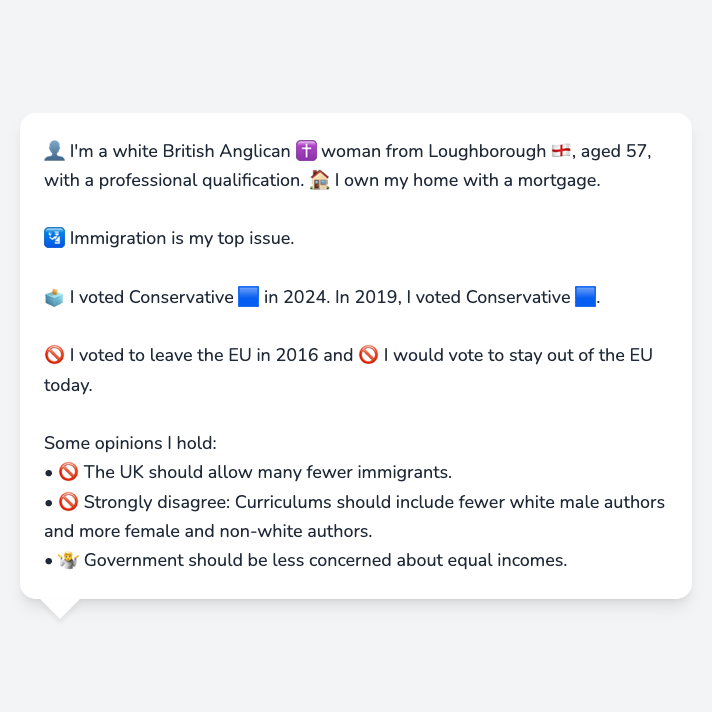 👤 I'm a white British Anglican ✝️ woman from Loughborough 🏴󠁧󠁢󠁥󠁮󠁧󠁿, aged 57,
with a professional qualification. 🏠 I own my home with a mortgage.
🛂 Immigration is my top issue.
🗳️ I voted Conservative 🟦 in 2024. In 2019, I voted Conservative 🟦.
🚫 I voted to leave the EU in 2016 and 🚫 I would vote to stay out of the EU
today.
Some opinions I hold:
• 🚫 The UK should allow many fewer immigrants.
• 🚫 Strongly disagree: Curriculums should include fewer white male authors
and more female and non-white authors.
• 🤷 Government should be less concerned about equal incomes.